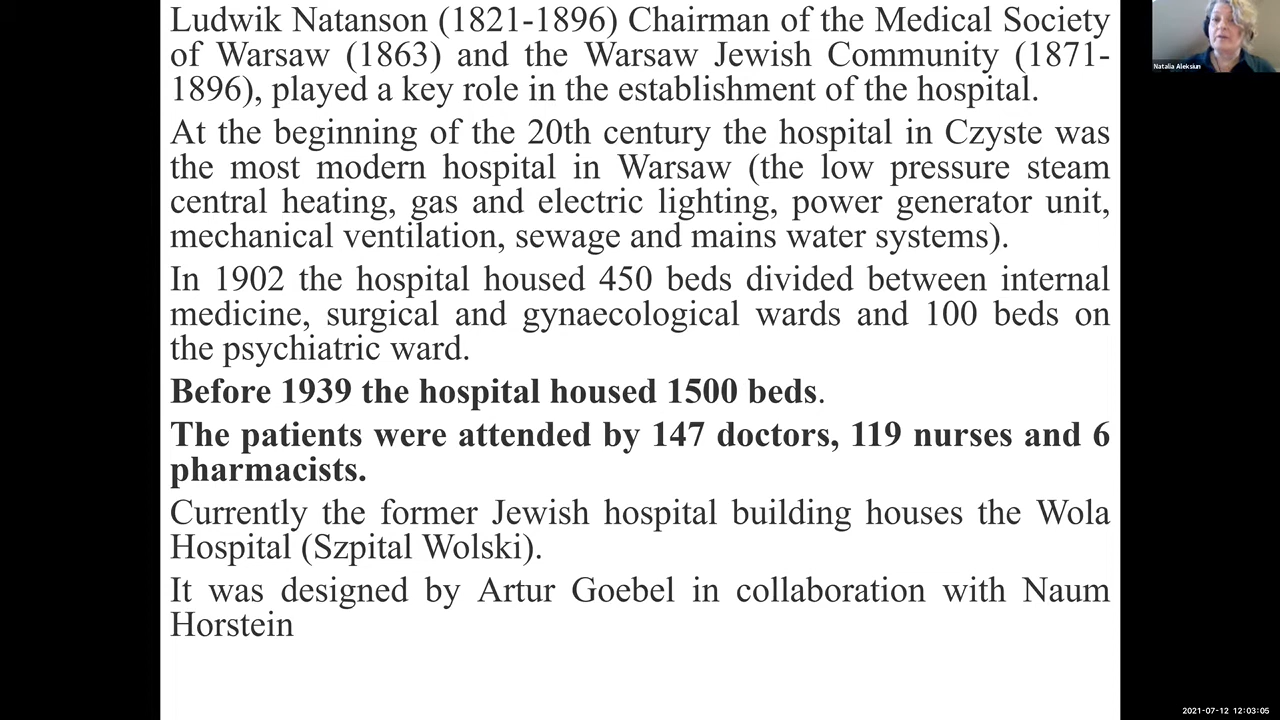 Ludwik Natanson (1821-1896) Chairman of the Medical Society
of Warsaw (1863) and the Warsaw Jewish Community (1871-
1896), played a key role in the establishment of the hospital.
At the beginning of the 20th century the hospital in Czyste was
the most modern hospital in Warsaw (the low pressure steam
central heating, gas and electric lighting, power generator unit,
mechanical ventilation, sewage and mains water systems).
In 1902 the hospital housed 450 beds divided between internal
medicine, surgical and gynaecological wards and 100 beds on
the psychiatric ward.
Before 1939 the hospital housed 1500 beds.
The patients were attended by 147 doctors, 119 nurses and 6
pharmacists.
Currently the former Jewish hospital building houses the Wola
Hospital (Szpital Wolski).
It was designed by Artur Goebel in collaboration with Naum
Horstein
Natalia Aleksiun
2021-07-12 12:03:05